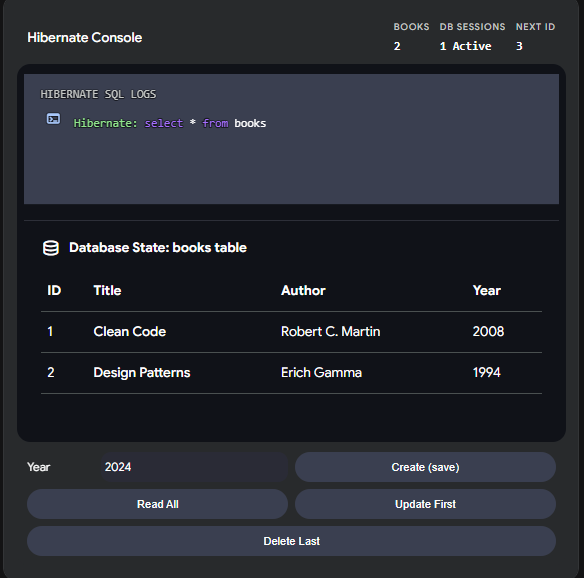 Hibernate Console
BOOKS DB SESSIONS NEXT ID
2 1 Active 3
HIBERNATE SQL LOGS
Hibernate: select * from books
Database State: books table
ID Title Author Year
1 Clean Code Robert C. Martin 2008
2 Design Patterns Erich Gamma 1994
Year 2024 Create (save)
Read All Update First
Delete Last